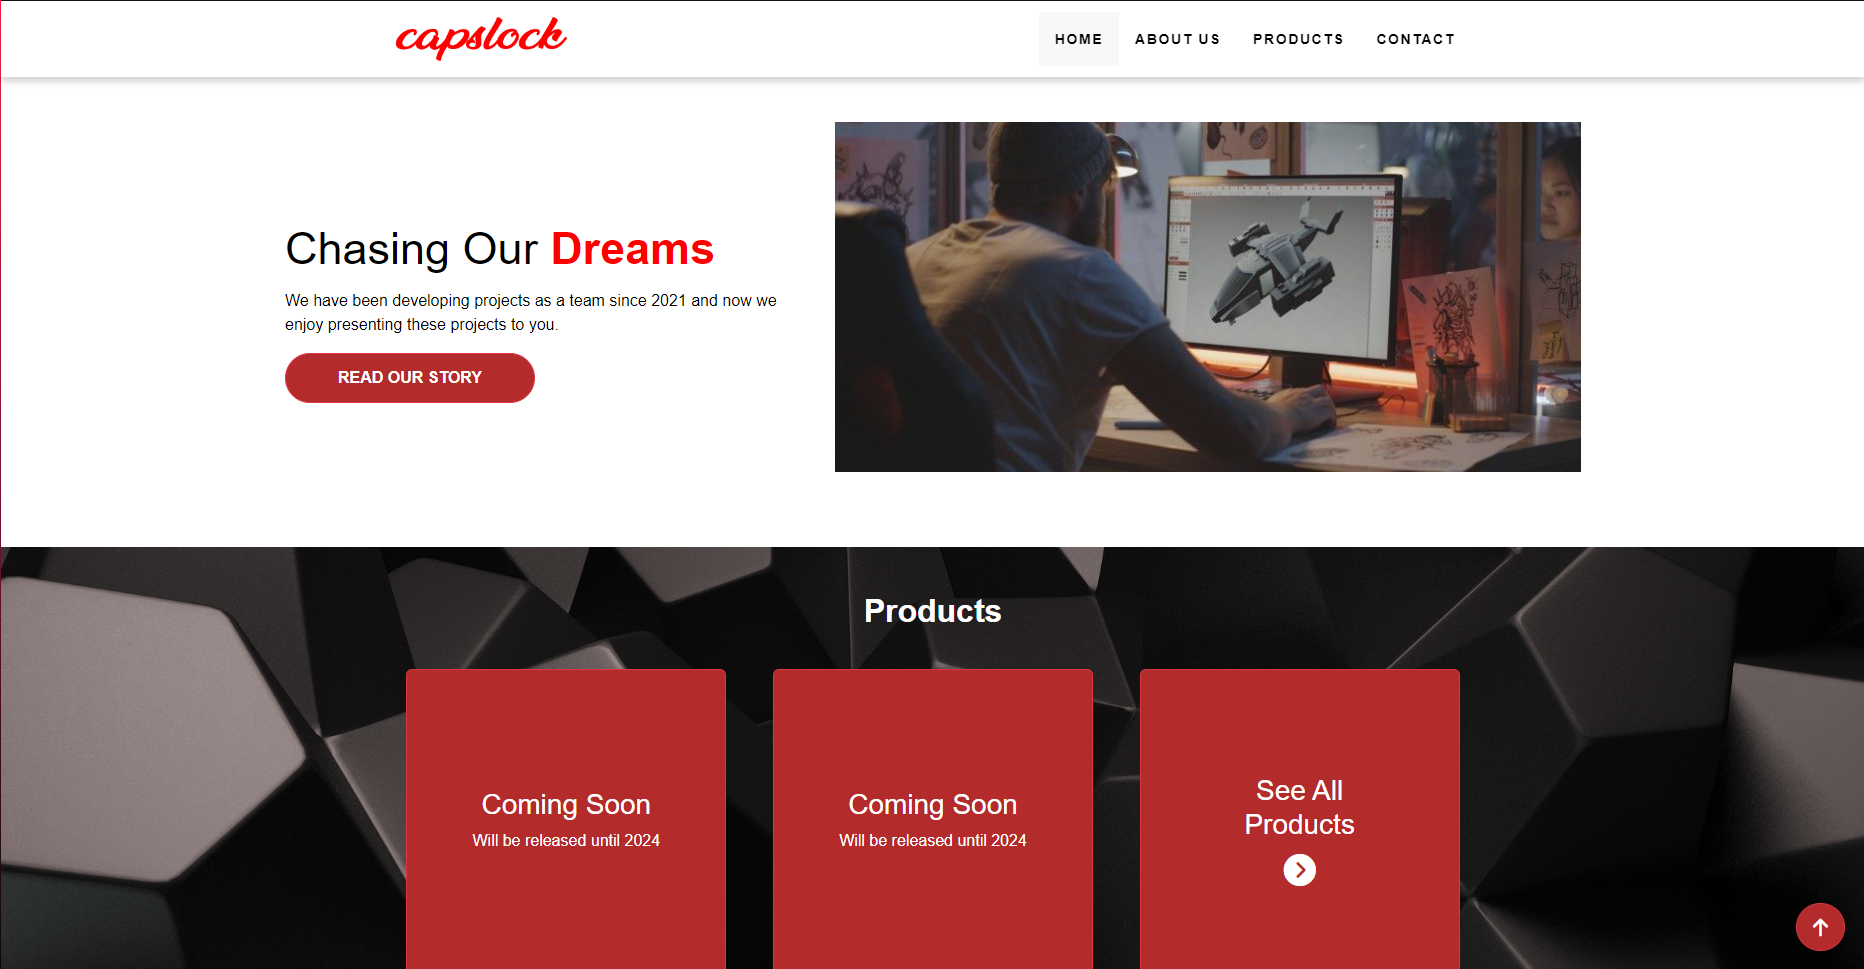 capslock
HOME ABOUT US PRODUCTS CONTACT
Chasing Our Dreams
We have been developing projects as a team since 2021 and now we
enjoy presenting these projects to you.
READ OUR STORY
Products
Coming Soon
Will be released until 2024
Coming Soon
Will be released until 2024
See All
Products